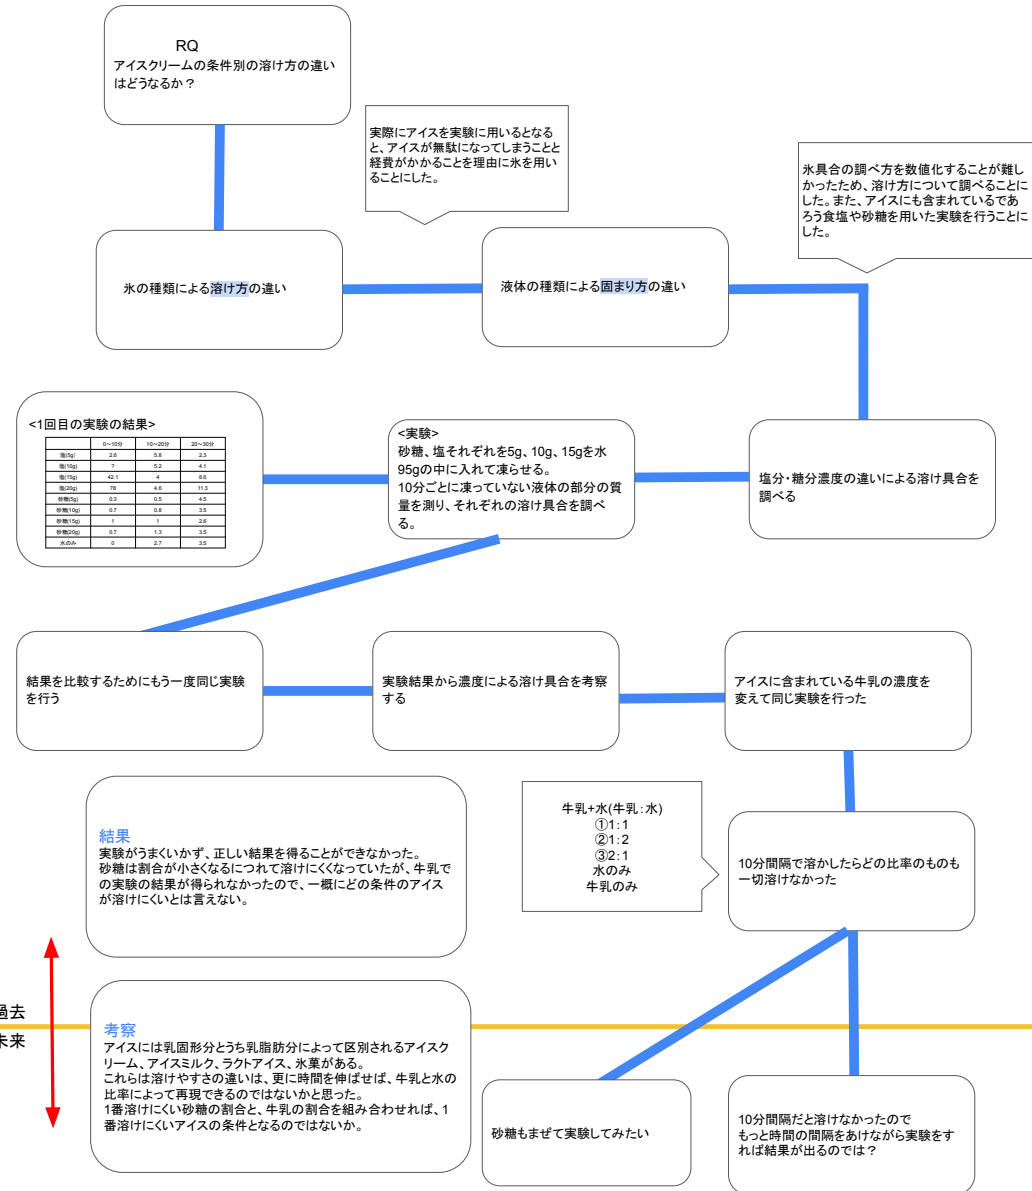 RQ
アイスクリームの条件別の溶け方の違い
はどうなるか？
実際にアイスを実験に用いるとなる
と、アイスが無駄になってしまうことと
経費がかかることを理由に氷を用い
ることにした。
氷具合の調べ方を数値化することが難し
かったため、溶け方について調べることに
した。また、アイスにも含まれているであ
ろう食塩や砂糖を用いた実験を行うことに
した。
氷の種類による溶け方の違い
液体の種類による固まり方の違い
<1回目の実験の結果>
0～10分 10～20分 20～30分
塩(5g) 2.6 5.8 2.3
塩(10g) ? 5.2 4.1
塩(15g) 42.1 4 8.6
塩(20g) 78 4.6 11.3
砂糖(5g) 0.3 0.5 4.5
砂糖(10g) 0.7 0.8 3.5
砂糖(15g) 1 1 2.6
砂糖(20g) 0.7 1.3 3.5
水のみ 0 2.7 3.5
<実験>
砂糖、塩それぞれを5g、10g、15gを水
95gの中に入れて凍らせる。
10分ごとに凍っていない液体の部分の質
量を測り、それぞれの溶け具合を調べ
る。
塩分・糖分濃度の違いによる溶け具合を
調べる
結果を比較するためにもう一度同じ実験
を行う
実験結果から濃度による溶け具合を考察
する
アイスに含まれている牛乳の濃度を
変えて同じ実験を行った
結果
実験がうまくいかず、正しい結果を得ることができなかった。
砂糖は割合が小さくなるにつれて溶けにくくなっていたが、牛乳で
の実験の結果が得られなかったので、一概にどの条件のアイス
が溶けにくいとは言えない。
牛乳+水(牛乳：水)
①1：1
②1：2
③2：1
水のみ
牛乳のみ
10分間隔で溶かしたらどの比率のものも
一切溶けなかった
過去
未来
考察
アイスには乳固形分とうち乳脂肪分によって区別されるアイスク
リーム、アイスミルク、ラクトアイス、氷菓がある。
これらは溶けやすさの違いは、更に時間を伸ばせば、牛乳と水の
比率によって再現できるのではないかと思った。
1番溶けにくい砂糖の割合と、牛乳の割合を組み合わせれば、1
番溶けにくいアイスの条件となるのではないか。
砂糖もまぜて実験してみたい
10分間隔だと溶けなかったので
もっと時間の間隔をあけながら実験をす
れば結果が出るのでは？